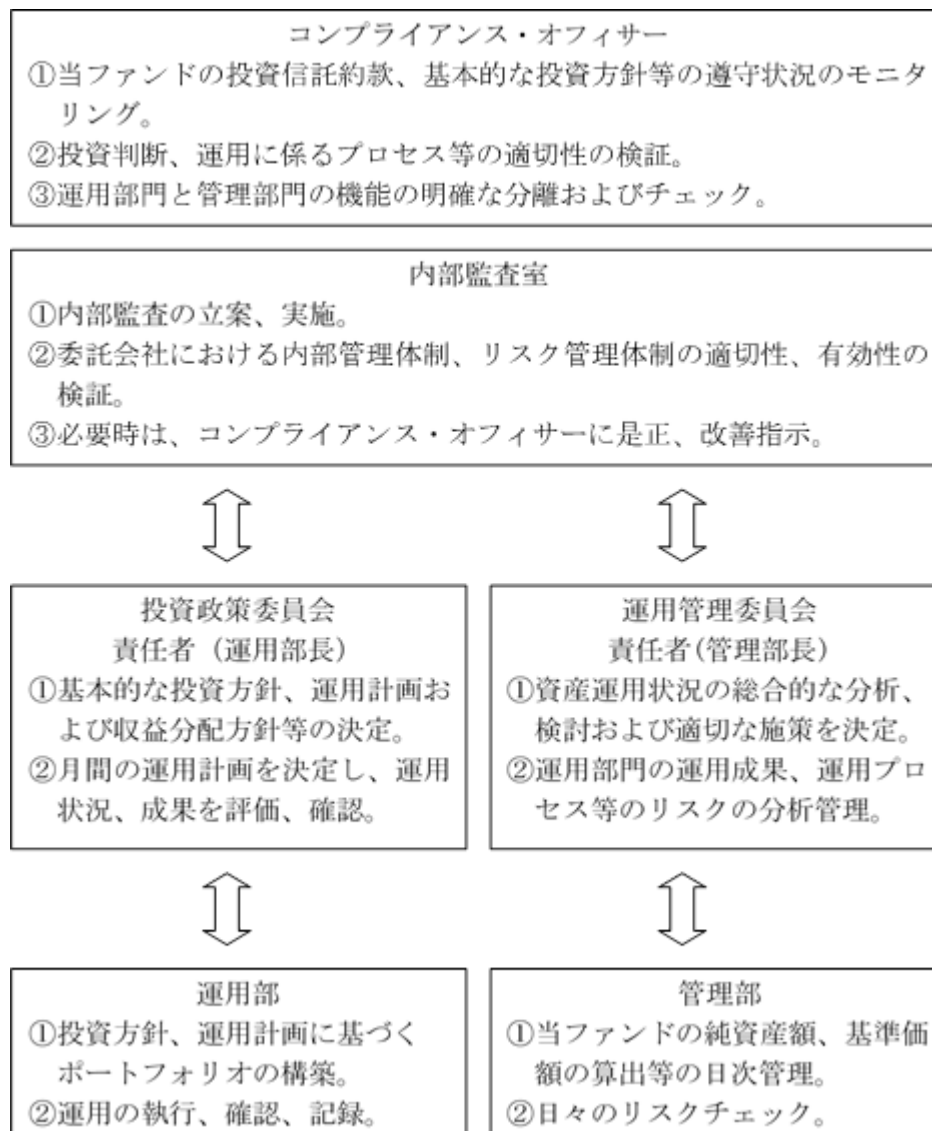 コンプライアンス・オフィサー
①当ファンドの投資信託約款、基本的な投資方針等の遵守状況のモニタ
リング。
②投資判断、運用に係るプロセス等の適切性の検証。
③運用部門と管理部門の機能の明確な分離およびチェック。
内部監査室
①内部監査の立案、実施。
②委託会社における内部管理体制、リスク管理体制の適切性、有効性の
検証。
③必要時は、コンプライアンス・オフィサーに是正、改善指示。
投資政策委員会
責任者（運用部長）
①基本的な投資方針、運用計画お
よび収益分配方針等の決定。
②月間の運用計画を決定し、運用
状況、成果を評価、確認。
運用管理委員会
責任者(管理部長)
①資産運用状況の総合的な分析、
検討および適切な施策を決定。
②運用部門の運用成果、運用プロ
セス等のリスクの分析管理。
運用部
①投資方針、運用計画に基づく
ポートフォリオの構築。
②運用の執行、確認、記録。
管理部
①当ファンドの純資産額、基準価
額の算出等の日次管理。
②日々のリスクチェック。